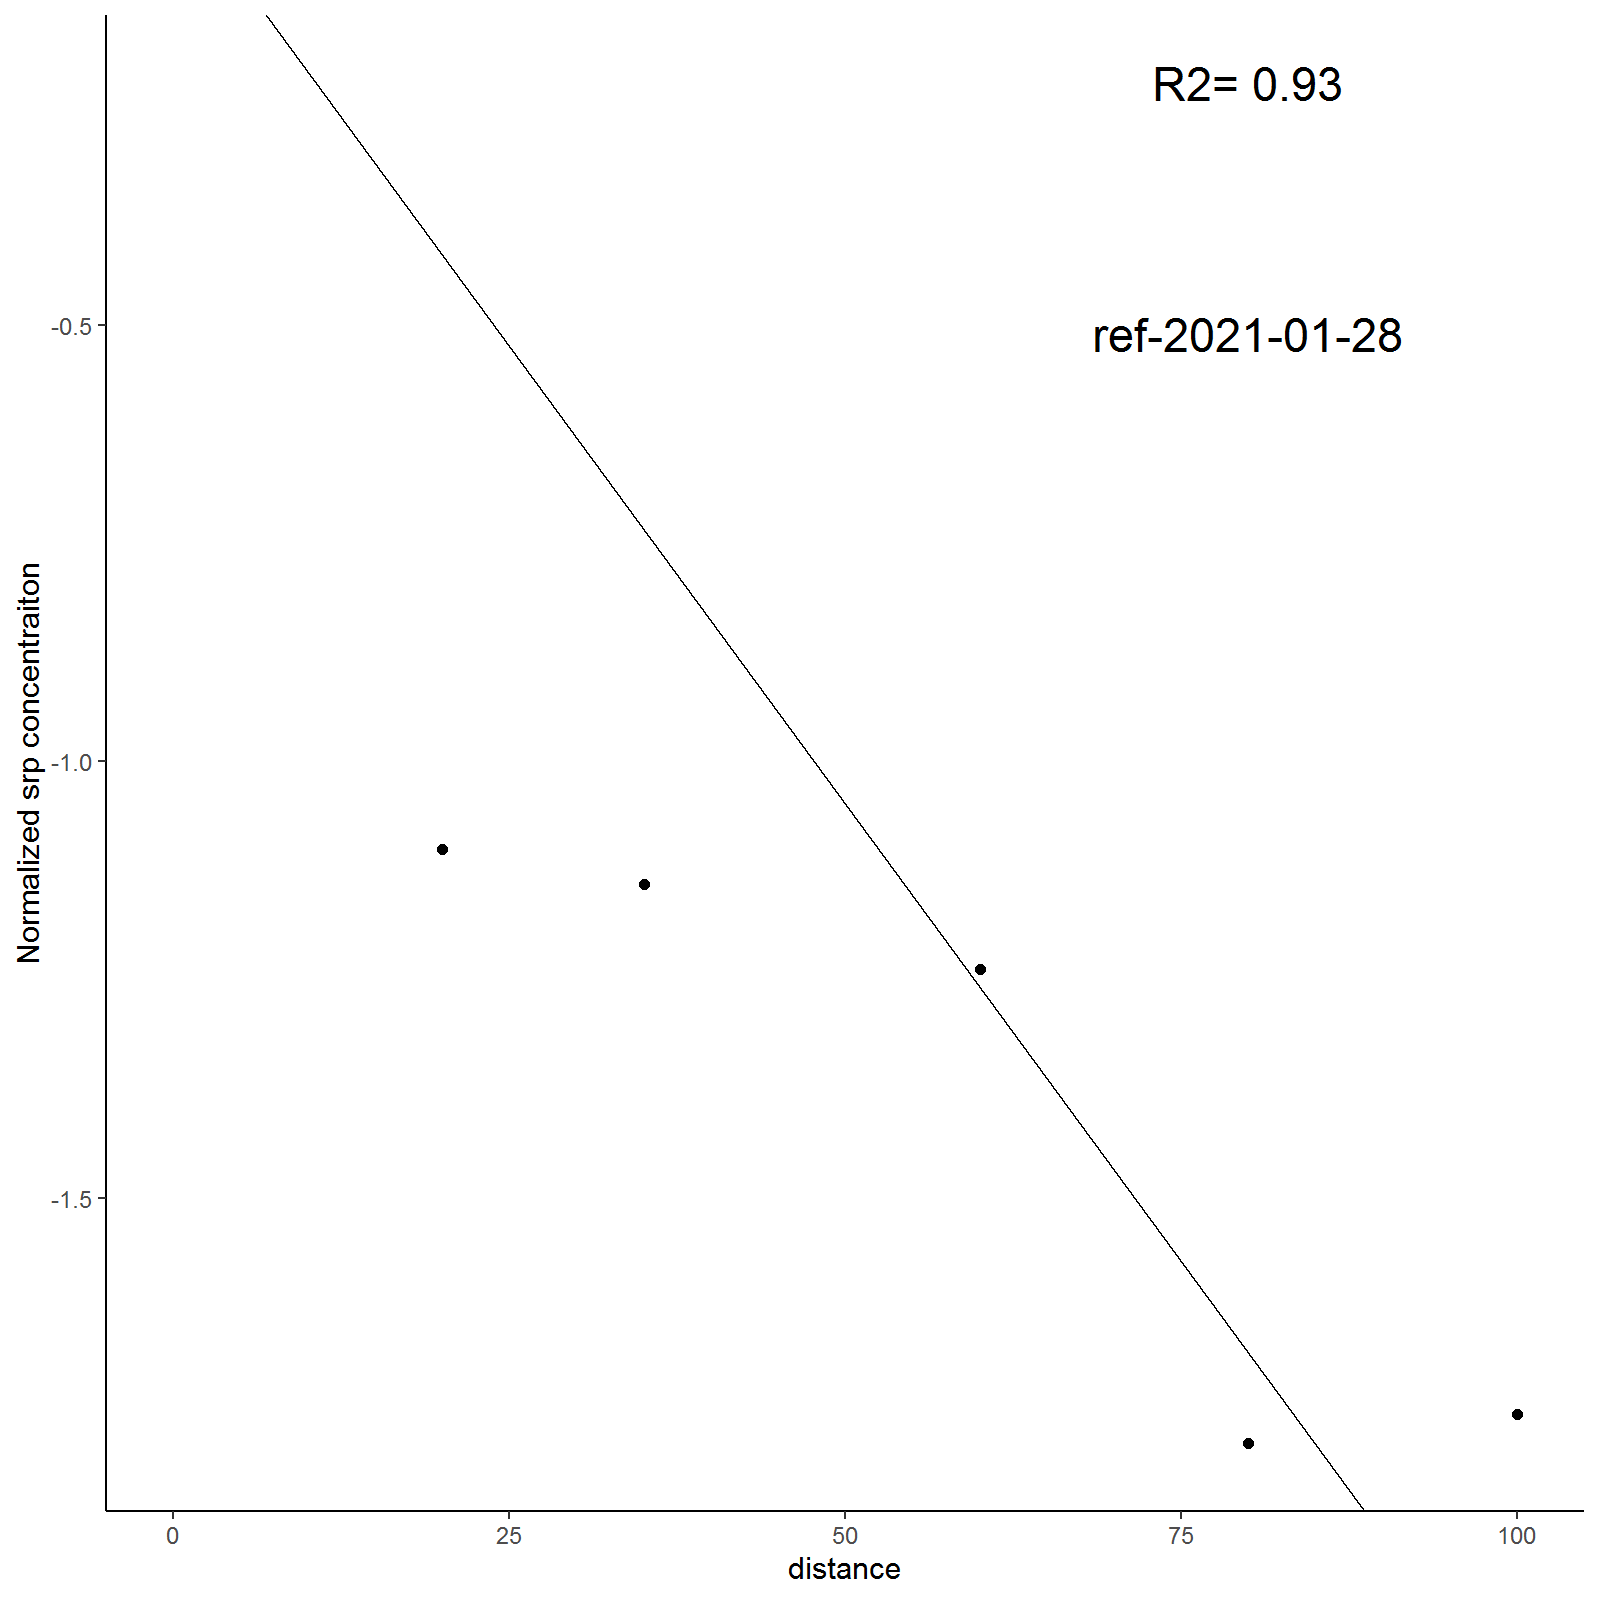 R2= 0.93
-0.5
ref-2021-01-28
Normalized srp concentraiton
-1.0
-1.5
0 25 50 75 100
distance